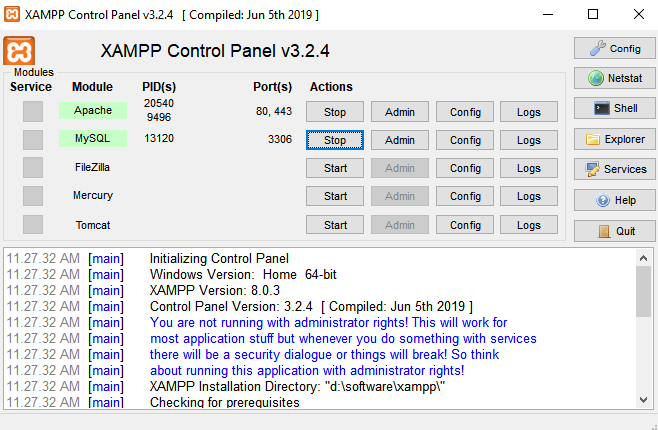 XAMPP Control Panel v3.2.4 [ Compiled: Jun 5th 2019 ]
XAMPP Control Panel v3.2.4
Config
Modules
Service Module PID(s) Port(s) Actions
Netstat
Apache 20540 9496 80, 443 Stop Admin Config Logs
Shell
MySQL 13120 3306 Stop Admin Config Logs
Explorer
FileZilla Start Admin Config Logs
Services
Mercury Start Admin Config Logs
Help
Tomcat Start Admin Config Logs
Quit
11.27.32 AM [main] Initializing Control Panel
11.27.32 AM [main] Windows Version: Home 64-bit
11.27.32 AM [main] XAMPP Version: 8.0.3
11.27.32 AM [main] Control Panel Version: 3.2.4 [ Compiled: Jun 5th 2019 ]
11.27.32 AM [main] You are not running with administrator rights! This will work for
11.27.32 AM [main] most application stuff but whenever you do something with services
11.27.32 AM [main] there will be a security dialogue or things will break! So think
11.27.32 AM [main] about running this application with administrator rights!
11.27.32 AM [main] XAMPP Installation Directory: "d:\software\xampp\"
11.27.32 AM [main] Checking for prerequisites